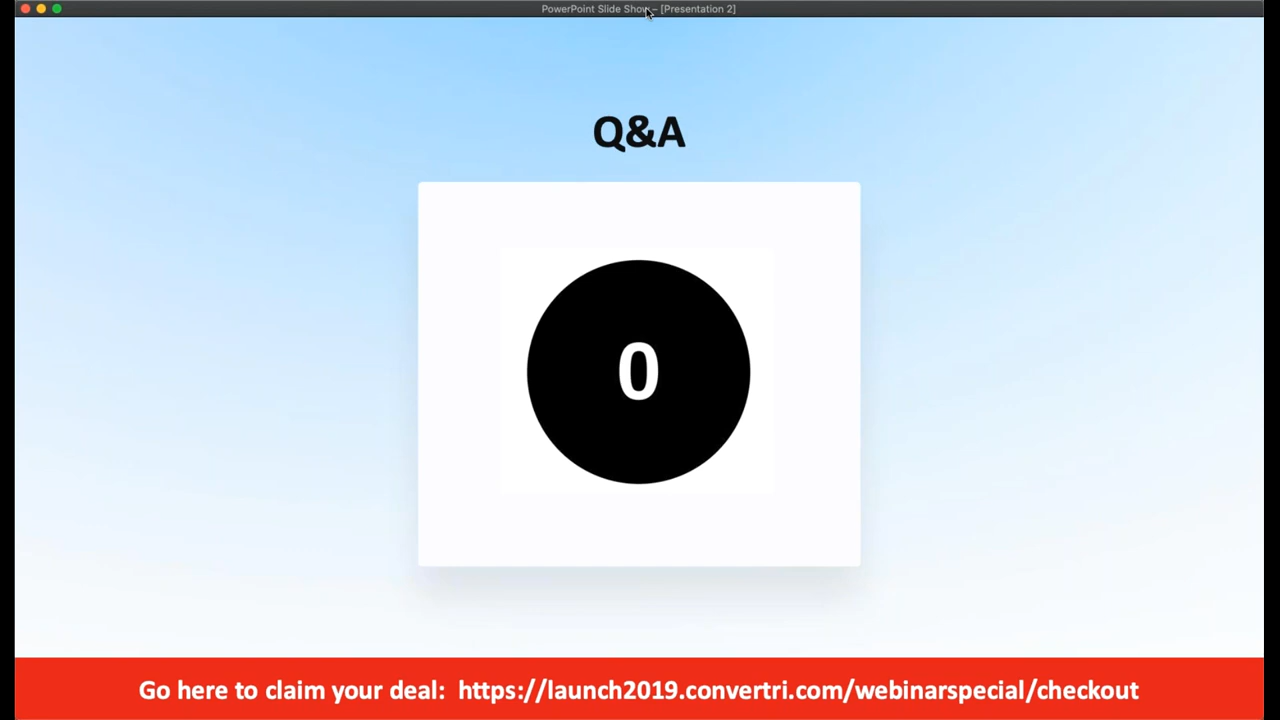 PowerPoint Slide Show – [Presentation 2]
Q&A
0
Go here to claim your deal: https://launch2019.convertri.com/webinarspecial/checkout